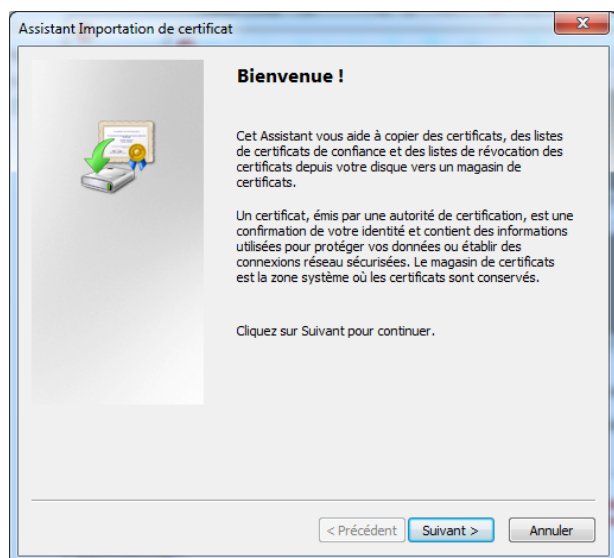 Assistant Importation de certificat
Bienvenue !
Cet Assistant vous aide à copier des certificats, des listes
de certificats de confiance et des listes de révocation des
certificats depuis votre disque vers un magasin de
certificats.
Un certificat, émis par une autorité de certification, est une
confirmation de votre identité et contient des informations
utilisées pour protéger vos données ou établir des
connexions réseau sécurisées. Le magasin de certificats
est la zone système où les certificats sont conservés.
Cliquez sur Suivant pour continuer.
< Précédent Suivant > Annuler